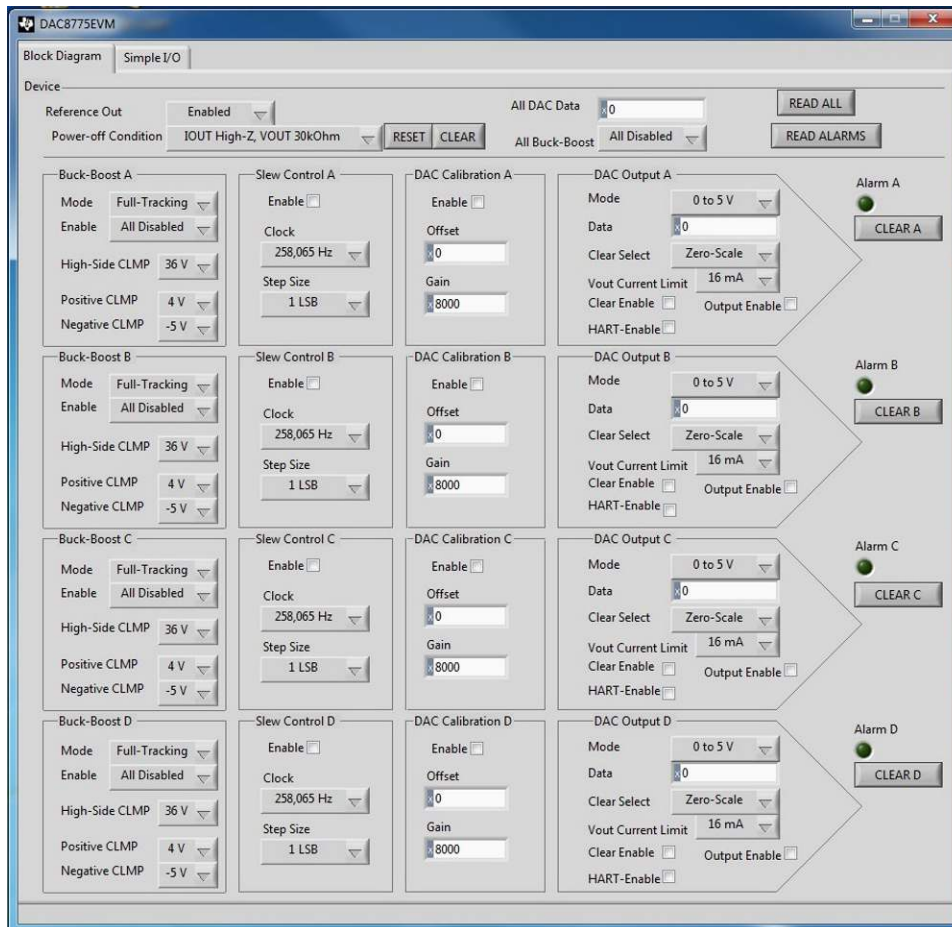 DAC8775EVM
Block Diagram Simple I/O
Device
Reference Out Enabled All DAC Data x0 READ ALL
Power-off Condition IOUT High-Z, VOUT 30kOhm RESET CLEAR All Buck-Boost All Disabled READ ALARMS
Buck-Boost A
Mode Full-Tracking
Enable All Disabled
High-Side CLMP 36 V
Positive CLMP 4 V
Negative CLMP -5 V
Slew Control A
Enable
Clock
258,065 Hz
Step Size
1 LSB
DAC Calibration A
Enable
Offset
x0
Gain
x8000
DAC Output A
Mode 0 to 5 V
Data x0
Clear Select Zero-Scale
Vout Current Limit 16 mA
Clear Enable Output Enable
HART-Enable
Alarm A
CLEAR A
Buck-Boost B
Mode Full-Tracking
Enable All Disabled
High-Side CLMP 36 V
Positive CLMP 4 V
Negative CLMP -5 V
Slew Control B
Enable
Clock
258,065 Hz
Step Size
1 LSB
DAC Calibration B
Enable
Offset
x0
Gain
x8000
DAC Output B
Mode 0 to 5 V
Data x0
Clear Select Zero-Scale
Vout Current Limit 16 mA
Clear Enable Output Enable
HART-Enable
Alarm B
CLEAR B
Buck-Boost C
Mode Full-Tracking
Enable All Disabled
High-Side CLMP 36 V
Positive CLMP 4 V
Negative CLMP -5 V
Slew Control C
Enable
Clock
258,065 Hz
Step Size
1 LSB
DAC Calibration C
Enable
Offset
x0
Gain
x8000
DAC Output C
Mode 0 to 5 V
Data x0
Clear Select Zero-Scale
Vout Current Limit 16 mA
Clear Enable Output Enable
HART-Enable
Alarm C
CLEAR C
Buck-Boost D
Mode Full-Tracking
Enable All Disabled
High-Side CLMP 36 V
Positive CLMP 4 V
Negative CLMP -5 V
Slew Control D
Enable
Clock
258,065 Hz
Step Size
1 LSB
DAC Calibration D
Enable
Offset
x0
Gain
x8000
DAC Output D
Mode 0 to 5 V
Data x0
Clear Select Zero-Scale
Vout Current Limit 16 mA
Clear Enable Output Enable
HART-Enable
Alarm D
CLEAR D